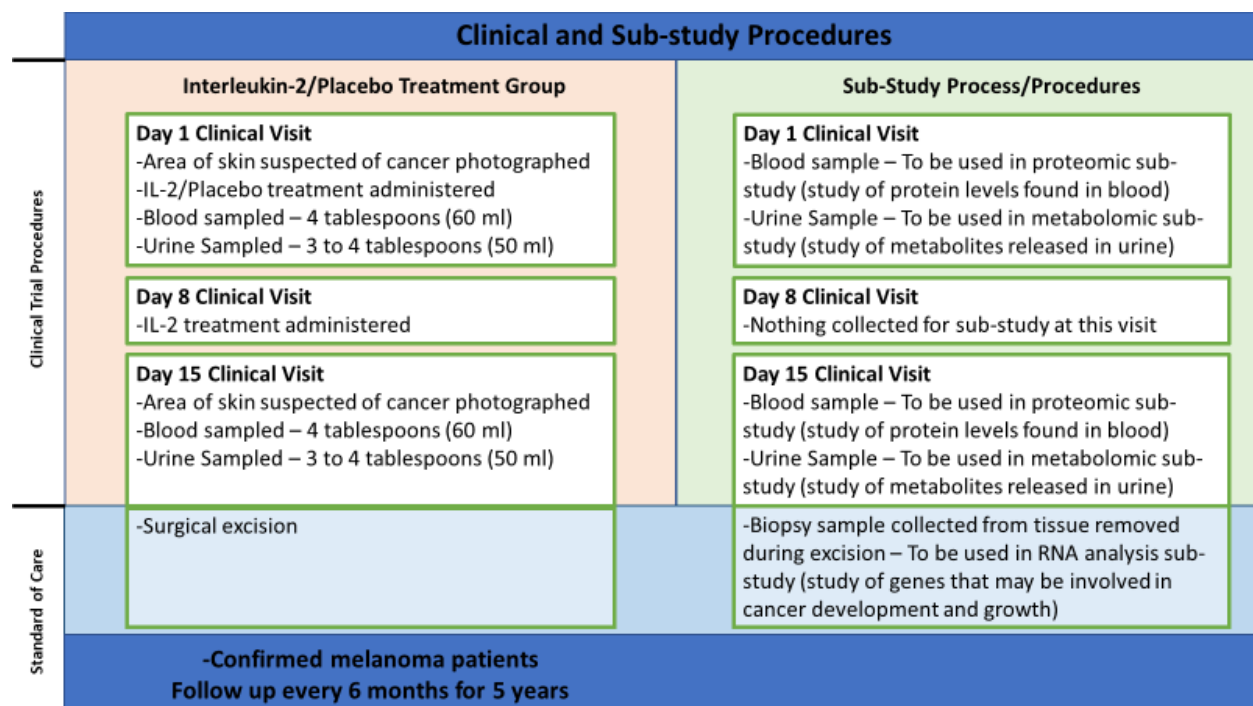 Clinical and Sub-study Procedures
Clinical Trial Procedures
Interleukin-2/Placebo Treatment Group
Day 1 Clinical Visit
-Area of skin suspected of cancer photographed
-IL-2/Placebo treatment administered
-Blood sampled – 4 tablespoons (60 ml)
-Urine Sampled – 3 to 4 tablespoons (50 ml)
Day 8 Clinical Visit
-IL-2 treatment administered
Day 15 Clinical Visit
-Area of skin suspected of cancer photographed
-Blood sampled – 4 tablespoons (60 ml)
-Urine Sampled – 3 to 4 tablespoons (50 ml)
Sub-Study Process/Procedures
Day 1 Clinical Visit
-Blood sample – To be used in proteomic sub-
study (study of protein levels found in blood)
-Urine Sample – To be used in metabolomic sub-
study (study of metabolites released in urine)
Day 8 Clinical Visit
-Nothing collected for sub-study at this visit
Day 15 Clinical Visit
-Blood sample – To be used in proteomic sub-
study (study of protein levels found in blood)
-Urine Sample – To be used in metabolomic sub-
study (study of metabolites released in urine)
Standard of Care
-Surgical excision
-Biopsy sample collected from tissue removed
during excision – To be used in RNA analysis sub-
study (study of genes that may be involved in
cancer development and growth)
-Confirmed melanoma patients
Follow up every 6 months for 5 years